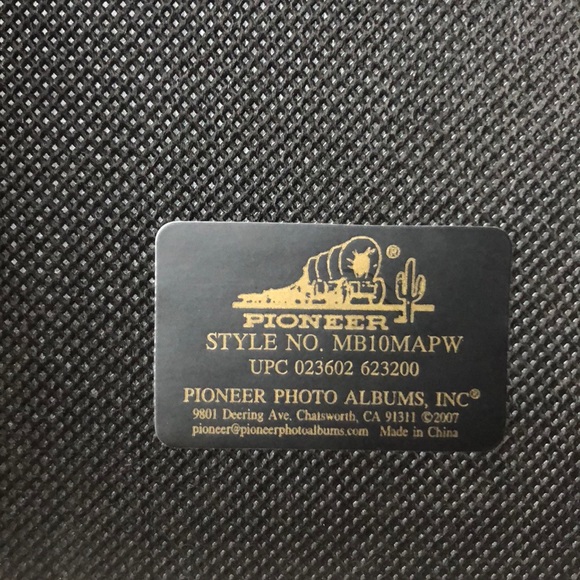 ®
PIONEER
STYLE NO. MB10MAPW
UPC 023602 623200
PIONEER PHOTO ALBUMS, INC®
9801 Deering Ave, Chatsworth, CA 91311 ©2007
pioneer@pioneerphotoalbums.com Made in China